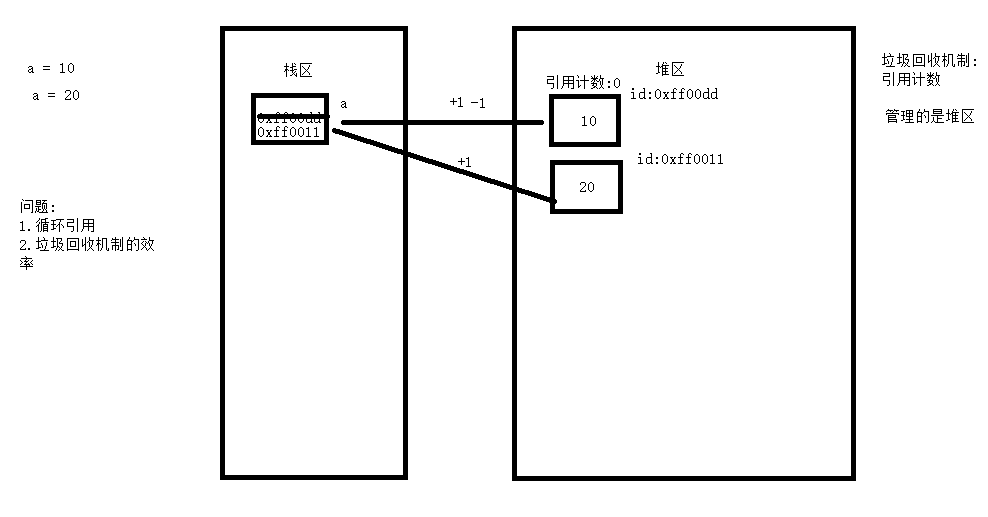 a = 10
a = 20
问题:
1.循环引用
2.垃圾回收机制的效
率
栈区
a
0xff00dd
0xff0011
+1 -1
+1
堆区
引用计数:0
id:0xff00dd
10
id:0xff0011
20
垃圾回收机制:
引用计数
管理的是堆区